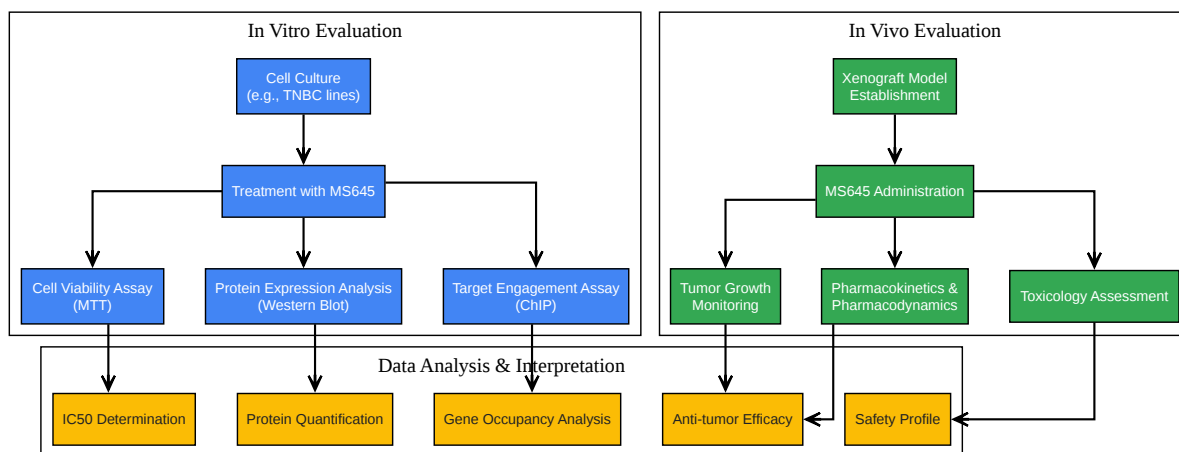 In Vitro Evaluation
Cell Culture
(e.g., TNBC lines)
Treatment with MS645
Cell Viability Assay
(MTT)
Protein Expression Analysis
(Western Blot)
Target Engagement Assay
(ChIP)
In Vivo Evaluation
Xenograft Model
Establishment
MS645 Administration
Tumor Growth
Monitoring
Pharmacokinetics &
Pharmacodynamics
Toxicology Assessment
Data Analysis & Interpretation
IC50 Determination
Protein Quantification
Gene Occupancy Analysis
Anti-tumor Efficacy
Safety Profile